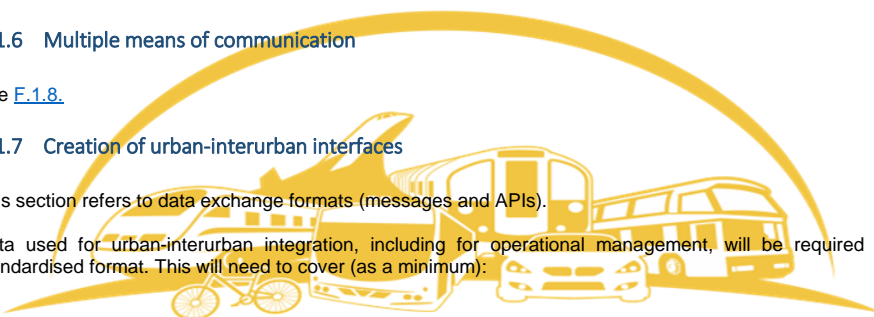 1.6 Multiple means of communication
e F.1.8.
1.7 Creation of urban-interurban interfaces
s section refers to data exchange formats (messages and APIs).
ta used for urban-interurban integration, including for operational management, will be required
andardised format. This will need to cover (as a minimum):